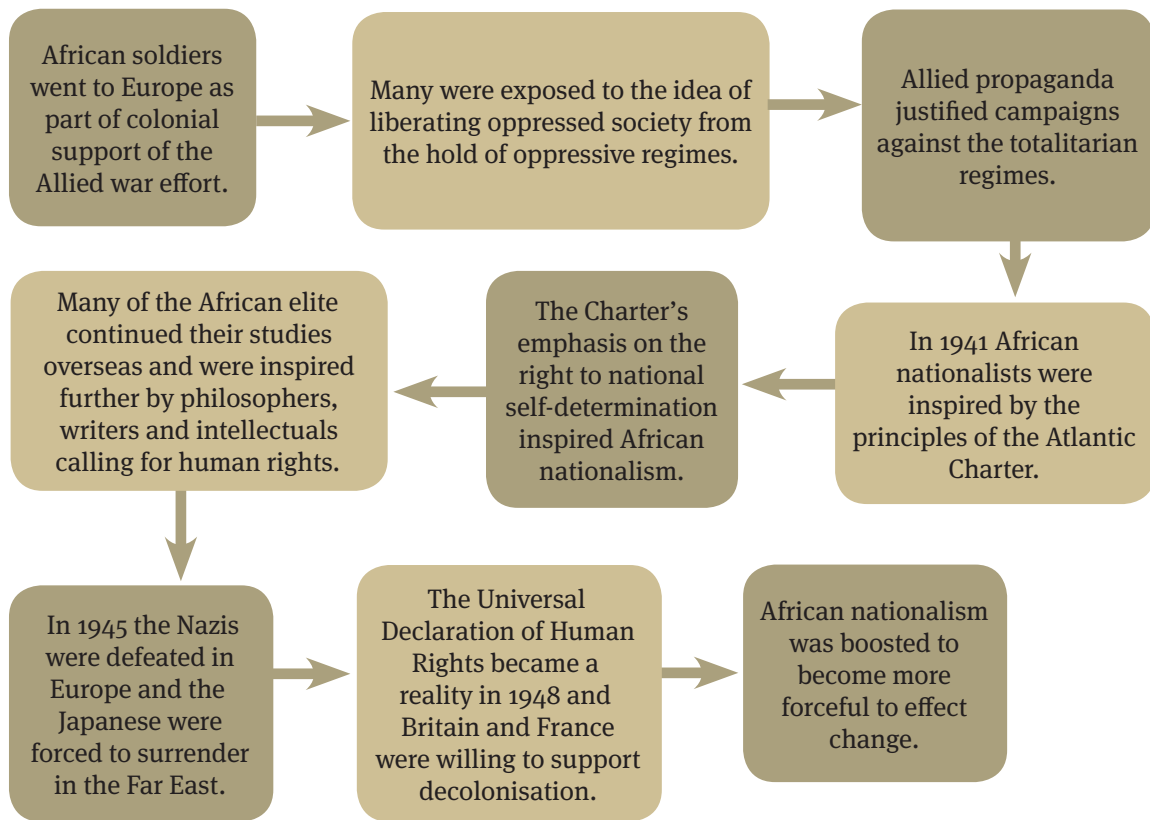 African soldiers
went to Europe as
part of colonial
support of the
Allied war effort.
Many were exposed to the idea of
liberating oppressed society from
the hold of oppressive regimes.
Allied propaganda
justified campaigns
against the totalitarian
regimes.
In 1941 African
nationalists were
inspired by the
principles of the Atlantic
Charter.
The Charter’s
emphasis on the
right to national
self-determination
inspired African
nationalism.
Many of the African elite
continued their studies
overseas and were inspired
further by philosophers,
writers and intellectuals
calling for human rights.
In 1945 the Nazis
were defeated in
Europe and the
Japanese were
forced to surrender
in the Far East.
The Universal
Declaration of Human
Rights became a
reality in 1948 and
Britain and France
were willing to support
decolonisation.
African nationalism
was boosted to
become more
forceful to effect
change.